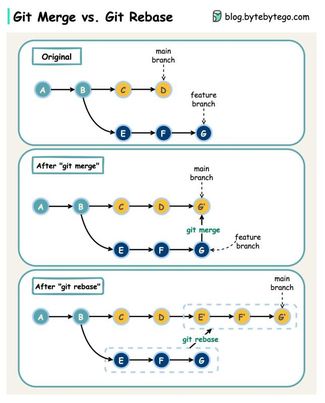 Git Merge vs. Git Rebase
blog.bytebytego.com
Original
main
branch
A
B
C
D
feature
branch
E
F
G
After "git merge"
main
branch
A
B
C
D
G'
git merge
E
F
G
feature
branch
After "git rebase"
main
branch
A
B
C
D
E'
F'
G'
git rebase
E
F
G